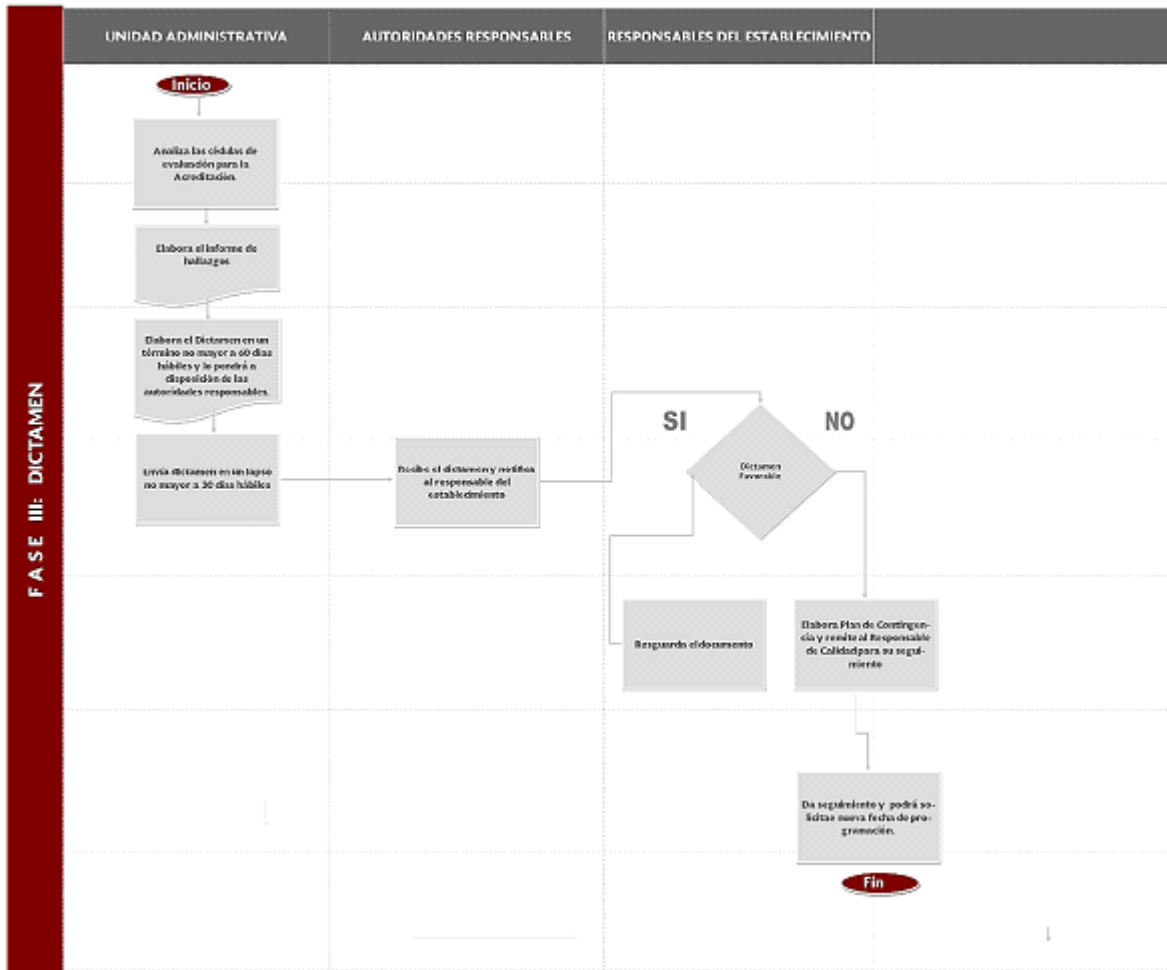 UNIDAD ADMINISTRATIVA
AUTORIDADES RESPONSABLES
RESPONSABLES DEL ESTABLECIMIENTO
FASE III: DICTAMEN
Inicio
Analiza las cédulas de
evaluación para la
Acreditación.
Elabora el informe de
hallazgos
Elabora el Dictamen en un
término no mayor a 60 días
hábiles y lo pondrá a
disposición de las
autoridades responsables.
Envía dictamen en un lapso
no mayor a 30 días hábiles
Recibe el dictamen y notifica
al responsable del
establecimiento
SI
NO
Dictamen
Favorable
Resguarda el documento
Elabora Plan de Contingen-
cia y remite al Responsable
de Calidad para su segui-
miento
Da seguimiento y podrá so-
licitae nueva fecha de pro-
gramación.
Fin